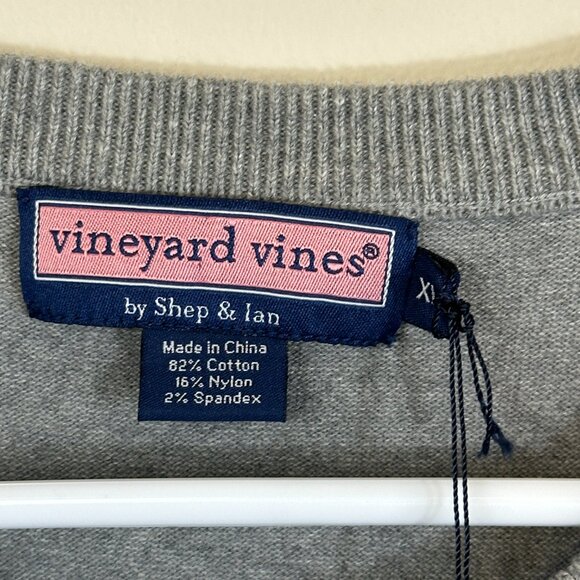 vineyard vines®
by Shep & Ian
Made in China
82% Cotton
16% Nylon
2% Spandex